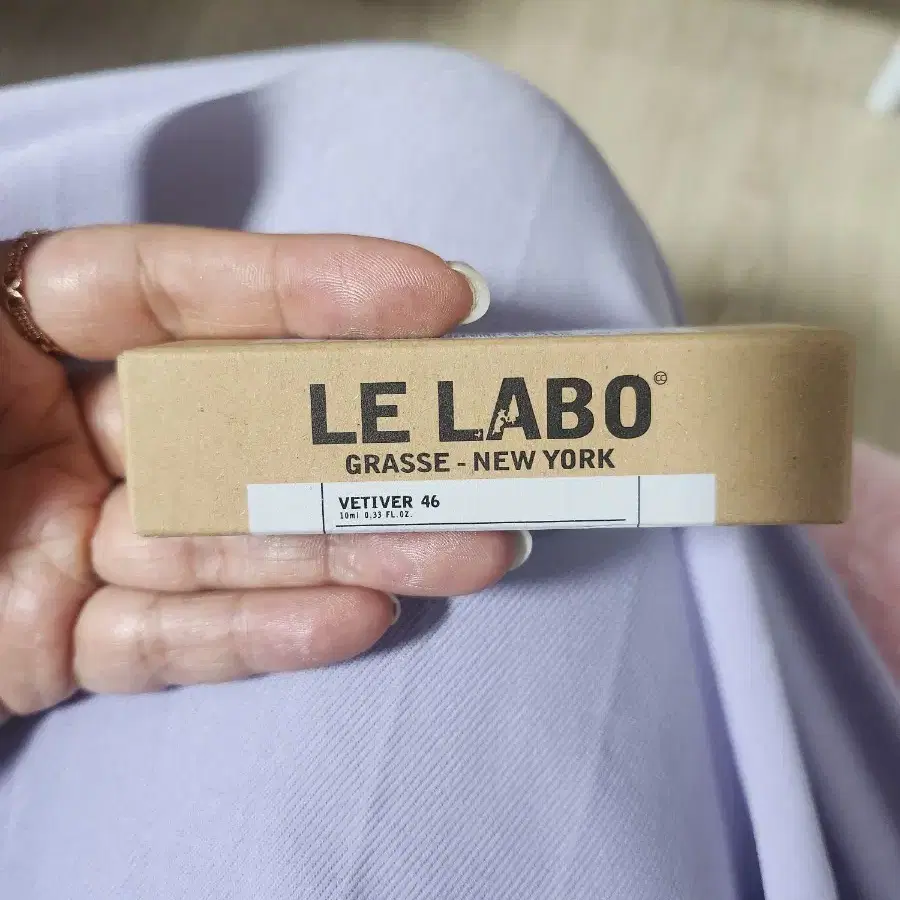 LE LABO
GRASSE - NEW YORK
VETIVER 46
10ml 0.33 FL.OZ.